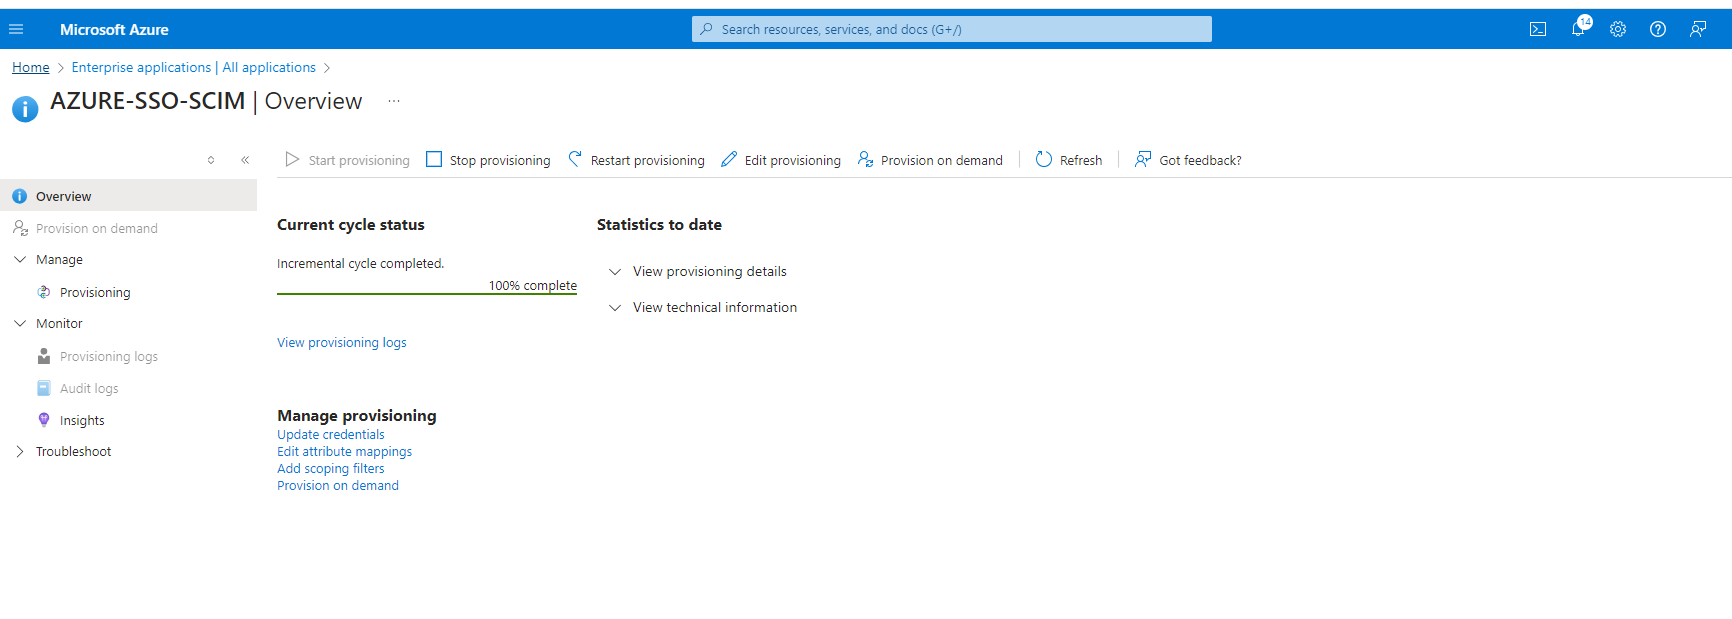 Microsoft Azure
Search resources, services, and docs (G+/)
14
Home > Enterprise applications | All applications >
AZURE-SSO-SCIM | Overview ...
Start provisioning Stop provisioning Restart provisioning Edit provisioning Provision on demand Refresh Got feedback?
Overview
Provision on demand
Manage
Provisioning
Monitor
Provisioning logs
Audit logs
Insights
Troubleshoot
Current cycle status
Incremental cycle completed.
100% complete
View provisioning logs
Statistics to date
View provisioning details
View technical information
Manage provisioning
Update credentials
Edit attribute mappings
Add scoping filters
Provision on demand